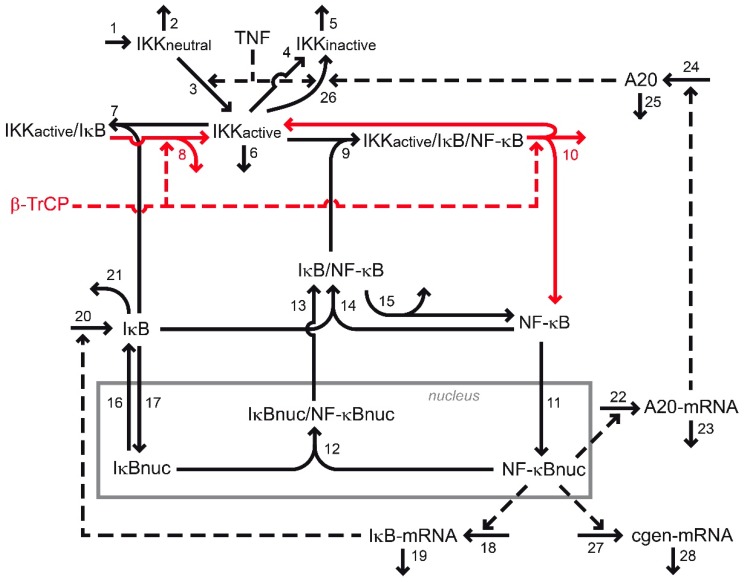 1 2 TNF 4 5
IKKneutral IKKinactive
3 26 A20 24
25
7
IKKactive/IκB IKKactive IKKactive/IκB/NF-κB
8 6 9 10
β-TrCP
IκB/NF-κB
21 13 14 15
20 IκB NF-κB
nucleus
16 17 11 22
IκBnuc/NF-κBnuc A20-mRNA
12 23
IκBnuc NF-κBnuc
IκB-mRNA 18 27 cgen-mRNA
19 28